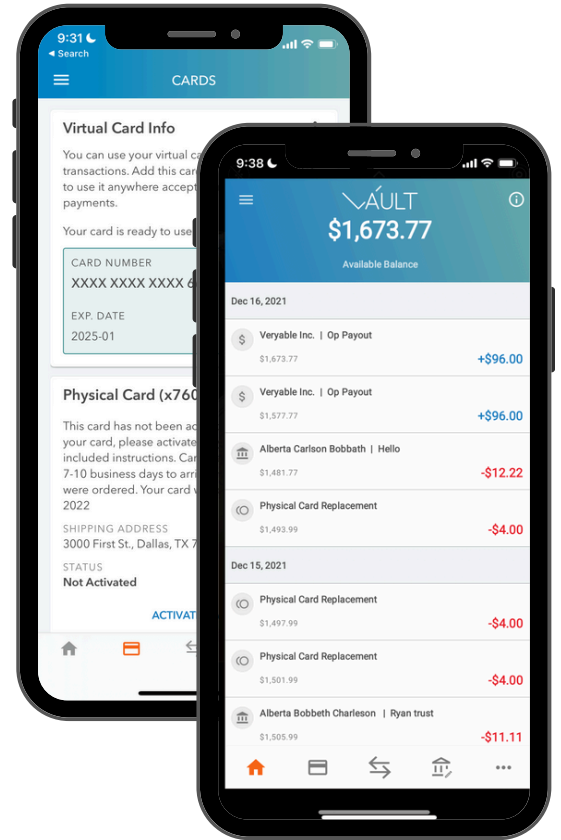 9:31
◂ Search
CARDS
Virtual Card Info
You can use your virtual
transactions. Add this
to use it anywhere
payments.
Your card is ready to use
CARD NUMBER
XXXX XXXX XXXX 6
EXP. DATE
2025-01
Physical Card (x760
This card has not been
your card, please
included instructions.
7-10 business days to
were ordered. Your card
2022
SHIPPING ADDRESS
3000 First St., Dallas, TX 7
STATUS
Not Activated
9:38
VAULT
$1,673.77
Available Balance
Dec 16, 2021
Veryable Inc. | Op Payout
$1,673.77
+$96.00
Veryable Inc. | Op Payout
$1,577.77
+$96.00
Alberta Carlson Bobbath | Hello
$1,481.77
-$12.22
Physical Card Replacement
$1,493.99
-$4.00
Dec 15, 2021
Physical Card Replacement
$1,497.99
-$4.00
Physical Card Replacement
$1,501.99
-$4.00
Alberta Bobbeth Charleson | Ryan trust
$1,505.99
-$11.11